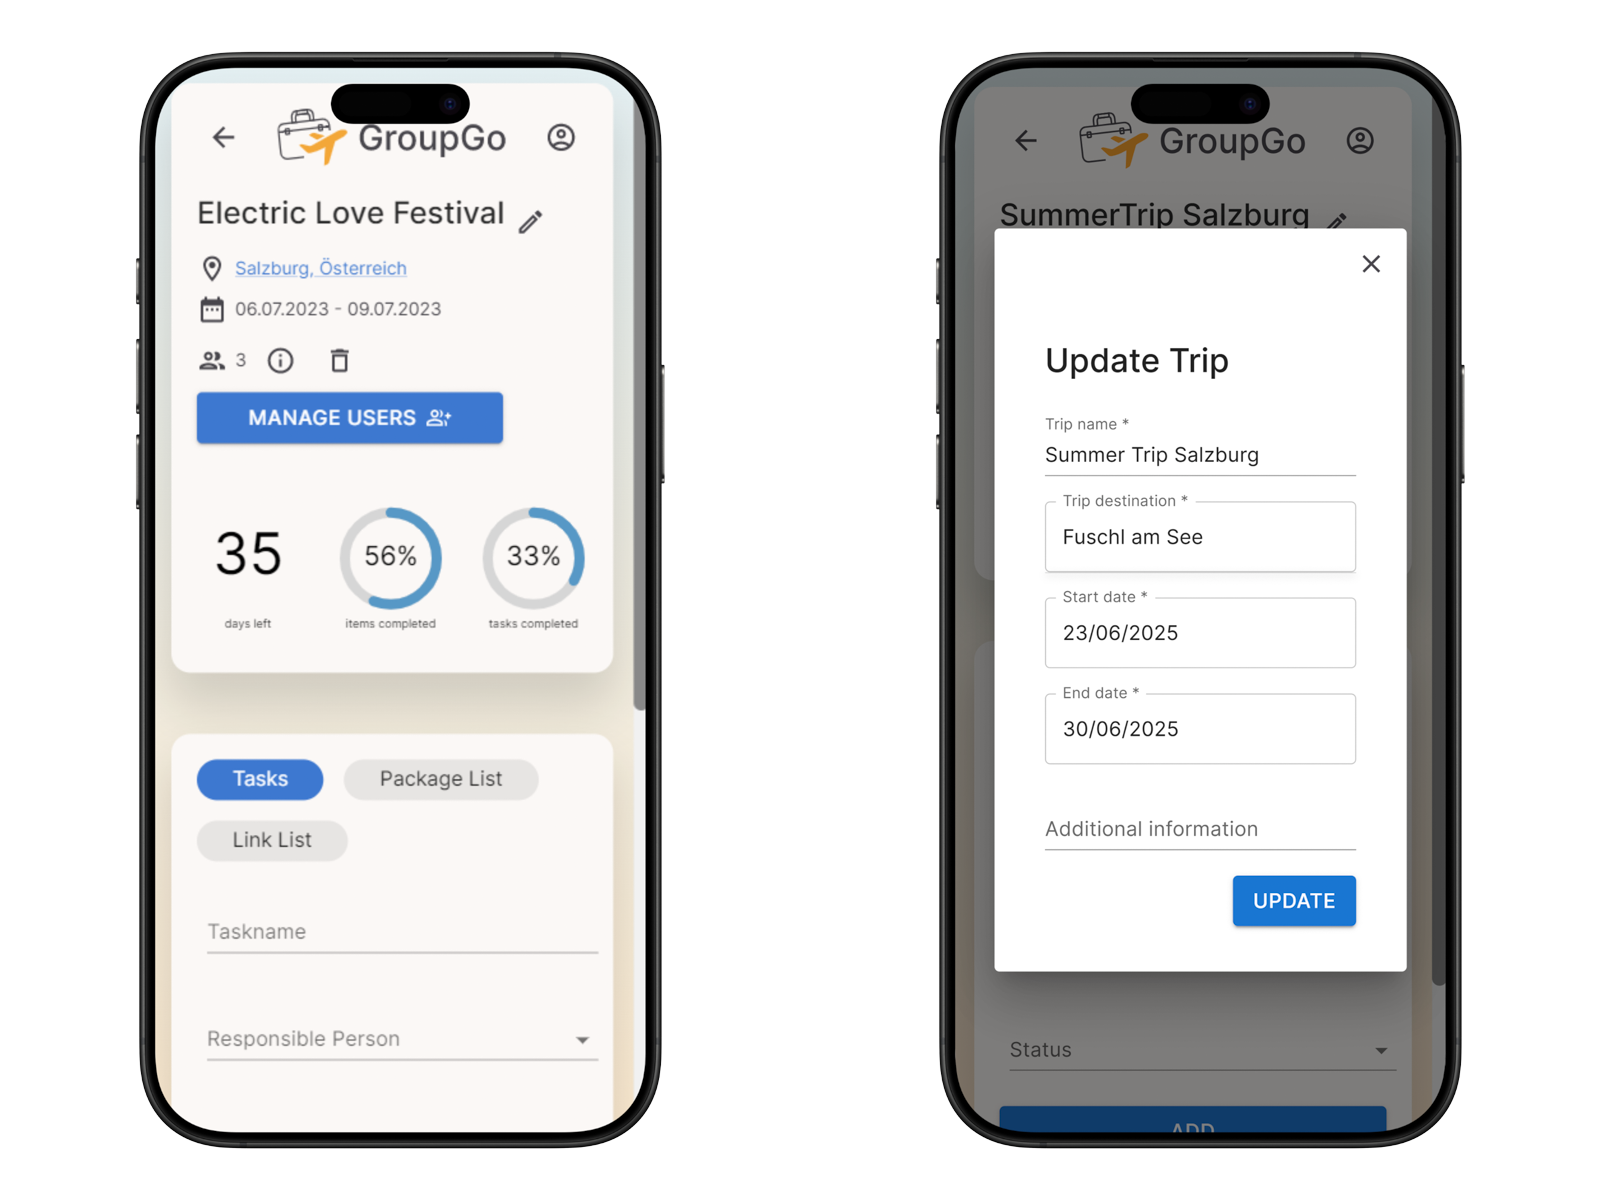 GroupGo
Electric Love Festival
Salzburg, Österreich
06.07.2023 - 09.07.2023
3
MANAGE USERS
35
56%
33%
days left
items completed
tasks completed
Tasks
Package List
Link List
Taskname
Responsible Person
GroupGo
SummerTrip Salzburg
Update Trip
Trip name *
Summer Trip Salzburg
Trip destination *
Fuschl am See
Start date *
23/06/2025
End date *
30/06/2025
Additional information
UPDATE
Status
ADD